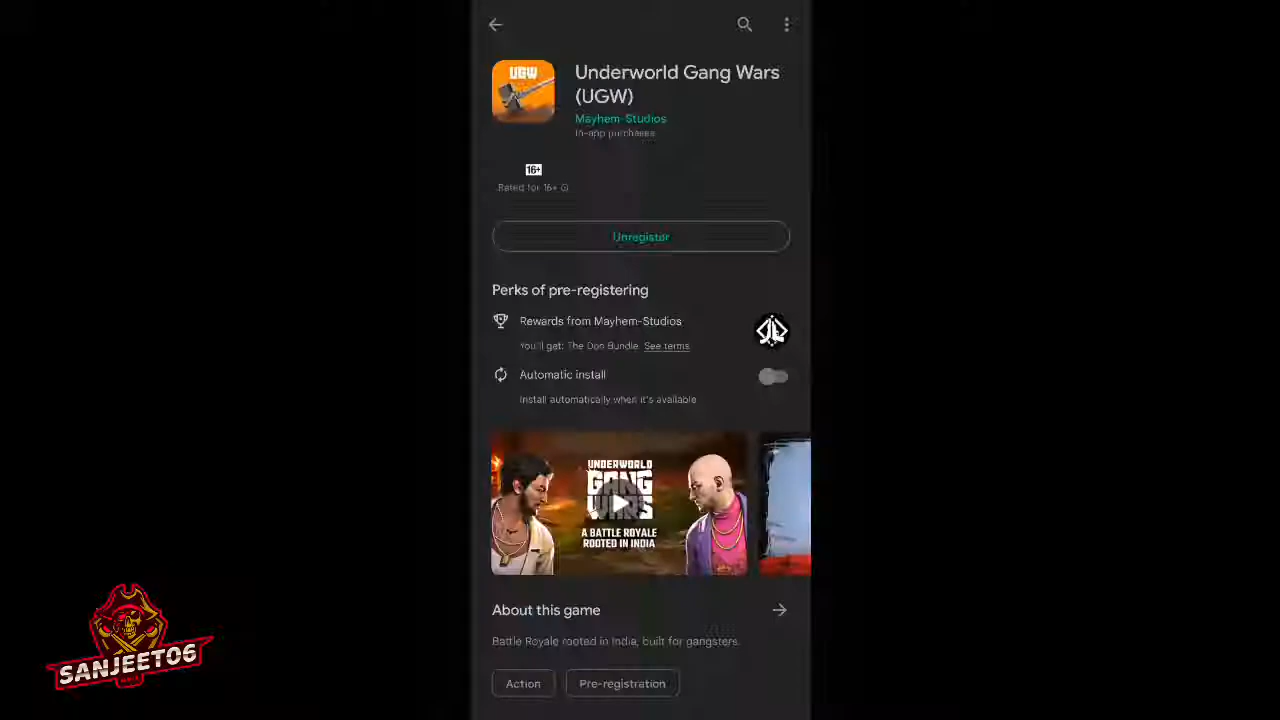 UGW
Underworld Gang Wars
(UGW)
Mayhem-Studios
In-app purchases
16+
Rated for 16+
Unregister
Perks of pre-registering
Rewards from Mayhem-Studios
You'll get: The Don Bundle. See terms
Automatic install
Install automatically when it's available
UNDERWORLD
GANG
WARS
A BATTLE ROYALE
ROOTED IN INDIA
About this game
Battle Royale rooted in India, built for gangsters.
Action
Pre-registration
SANJEET06